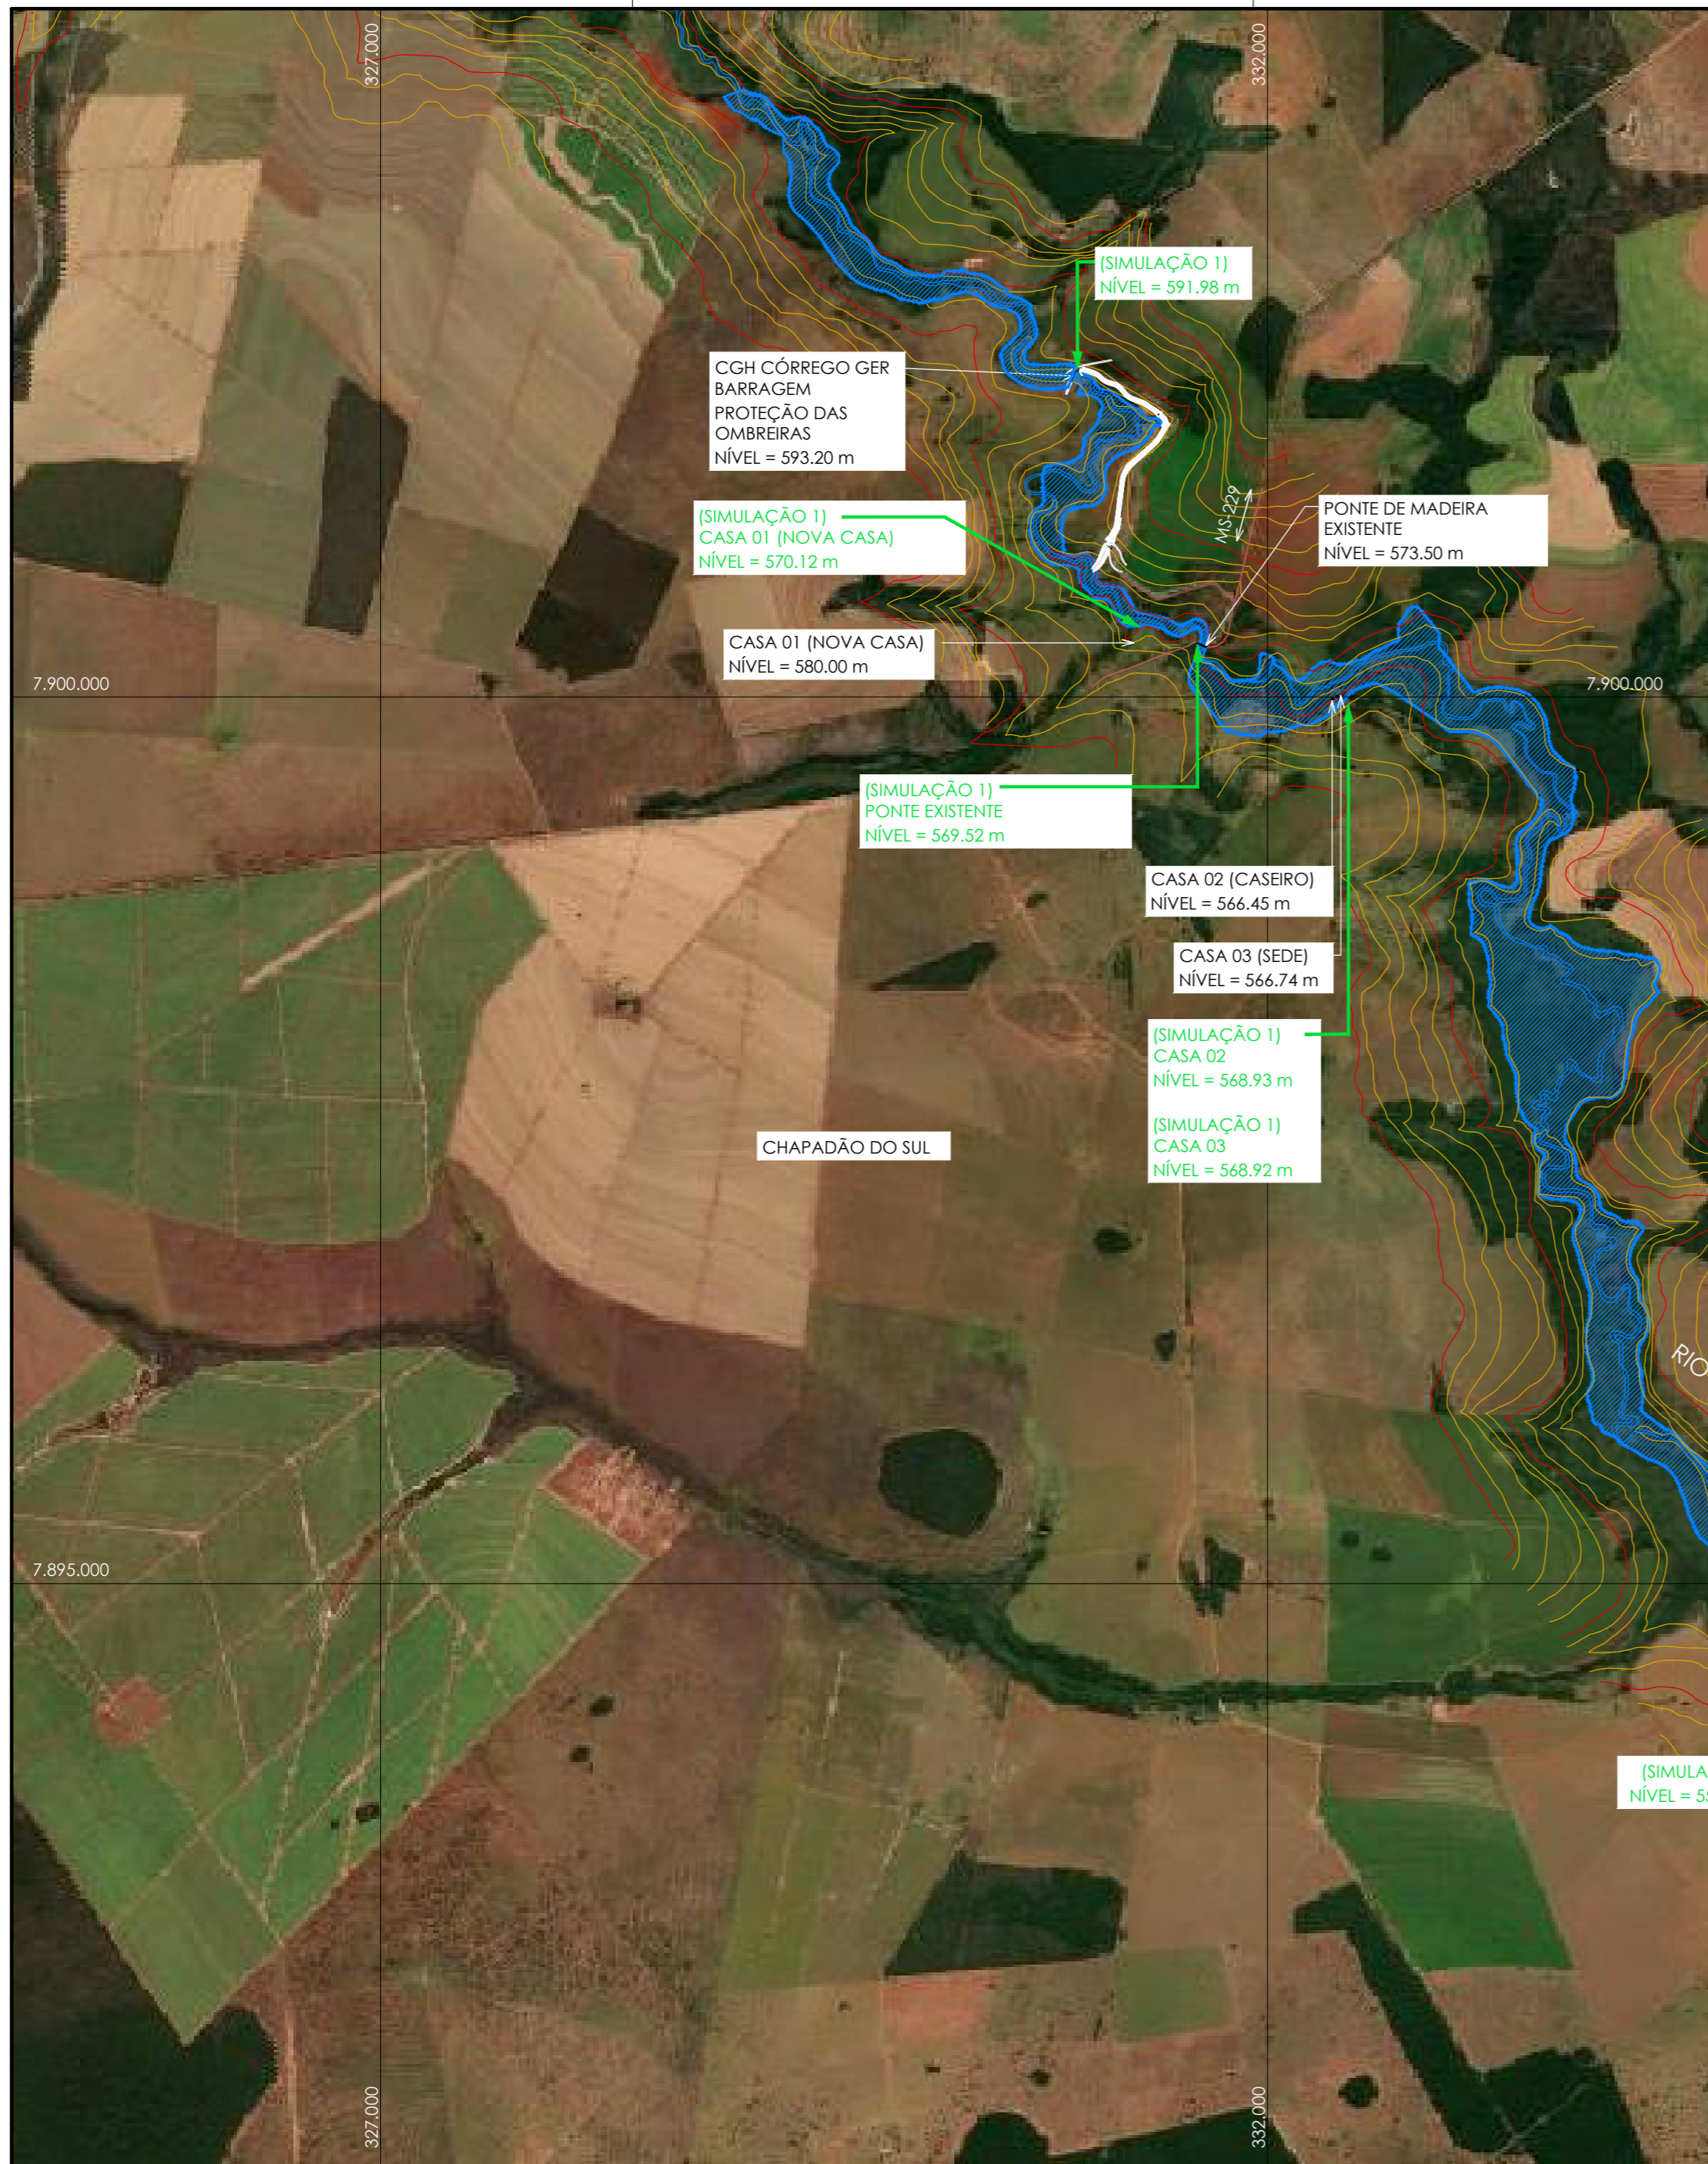 327.000
332.000
(SIMULAÇÃO 1)
NÍVEL = 591.98 m
CGH CÓRREGO GER
BARRAGEM
PROTEÇÃO DAS
OMBREIRAS
NÍVEL = 593.20 m
MS-229
PONTE DE MADEIRA
EXISTENTE
NÍVEL = 573.50 m
(SIMULAÇÃO 1)
CASA 01 (NOVA CASA)
NÍVEL = 570.12 m
CASA 01 (NOVA CASA)
NÍVEL = 580.00 m
7.900.000
7.900.000
(SIMULAÇÃO 1)
PONTE EXISTENTE
NÍVEL = 569.52 m
CASA 02 (CASEIRO)
NÍVEL = 566.45 m
CASA 03 (SEDE)
NÍVEL = 566.74 m
(SIMULAÇÃO 1)
CASA 02
NÍVEL = 568.93 m
(SIMULAÇÃO 1)
CASA 03
NÍVEL = 568.92 m
CHAPADÃO DO SUL
RIO
7.895.000
(SIMULA
NÍVEL = 55
327.000
332.000